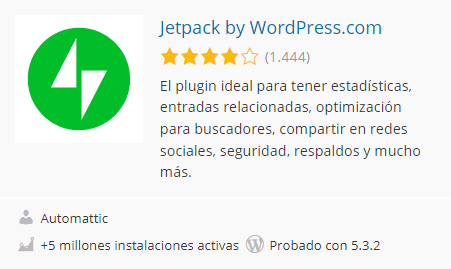 Jetpack by WordPress.com
(1.444)
El plugin ideal para tener estadísticas,
entradas relacionadas, optimización
para buscadores, compartir en redes
sociales, seguridad, respaldos y mucho
más.
Automattic
+5 millones instalaciones activas Probado con 5.3.2